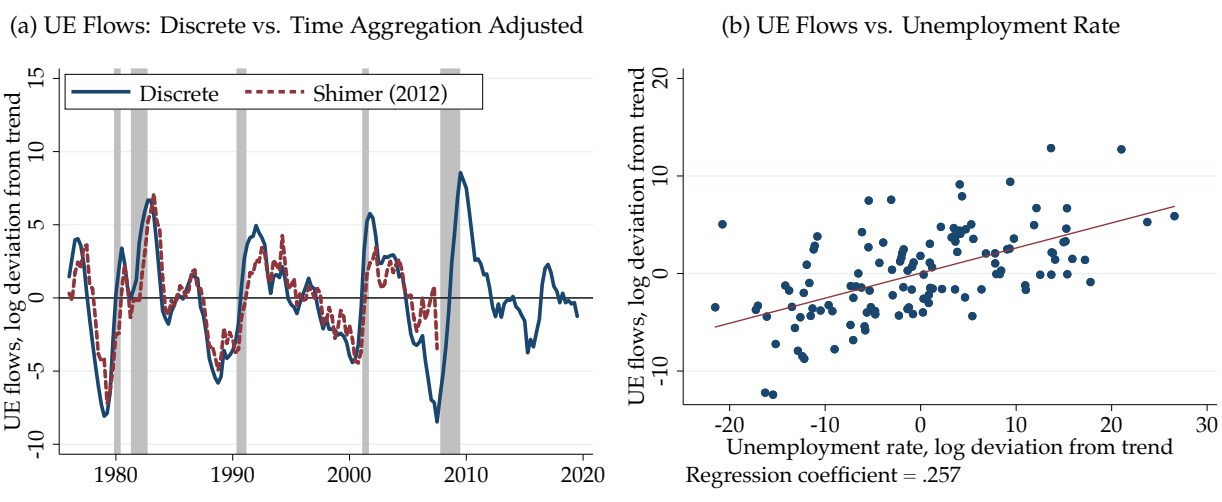 (a) UE Flows: Discrete vs. Time Aggregation Adjusted
UE flows, log deviation from trend
15
10
5
0
-5
-10
Discrete
Shimer (2012)
1980
1990
2000
2010
2020
(b) UE Flows vs. Unemployment Rate
UE flows, log deviation from trend
20
10
0
-10
-20
-10
0
10
20
30
Unemployment rate, log deviation from trend
Regression coefficient = .257